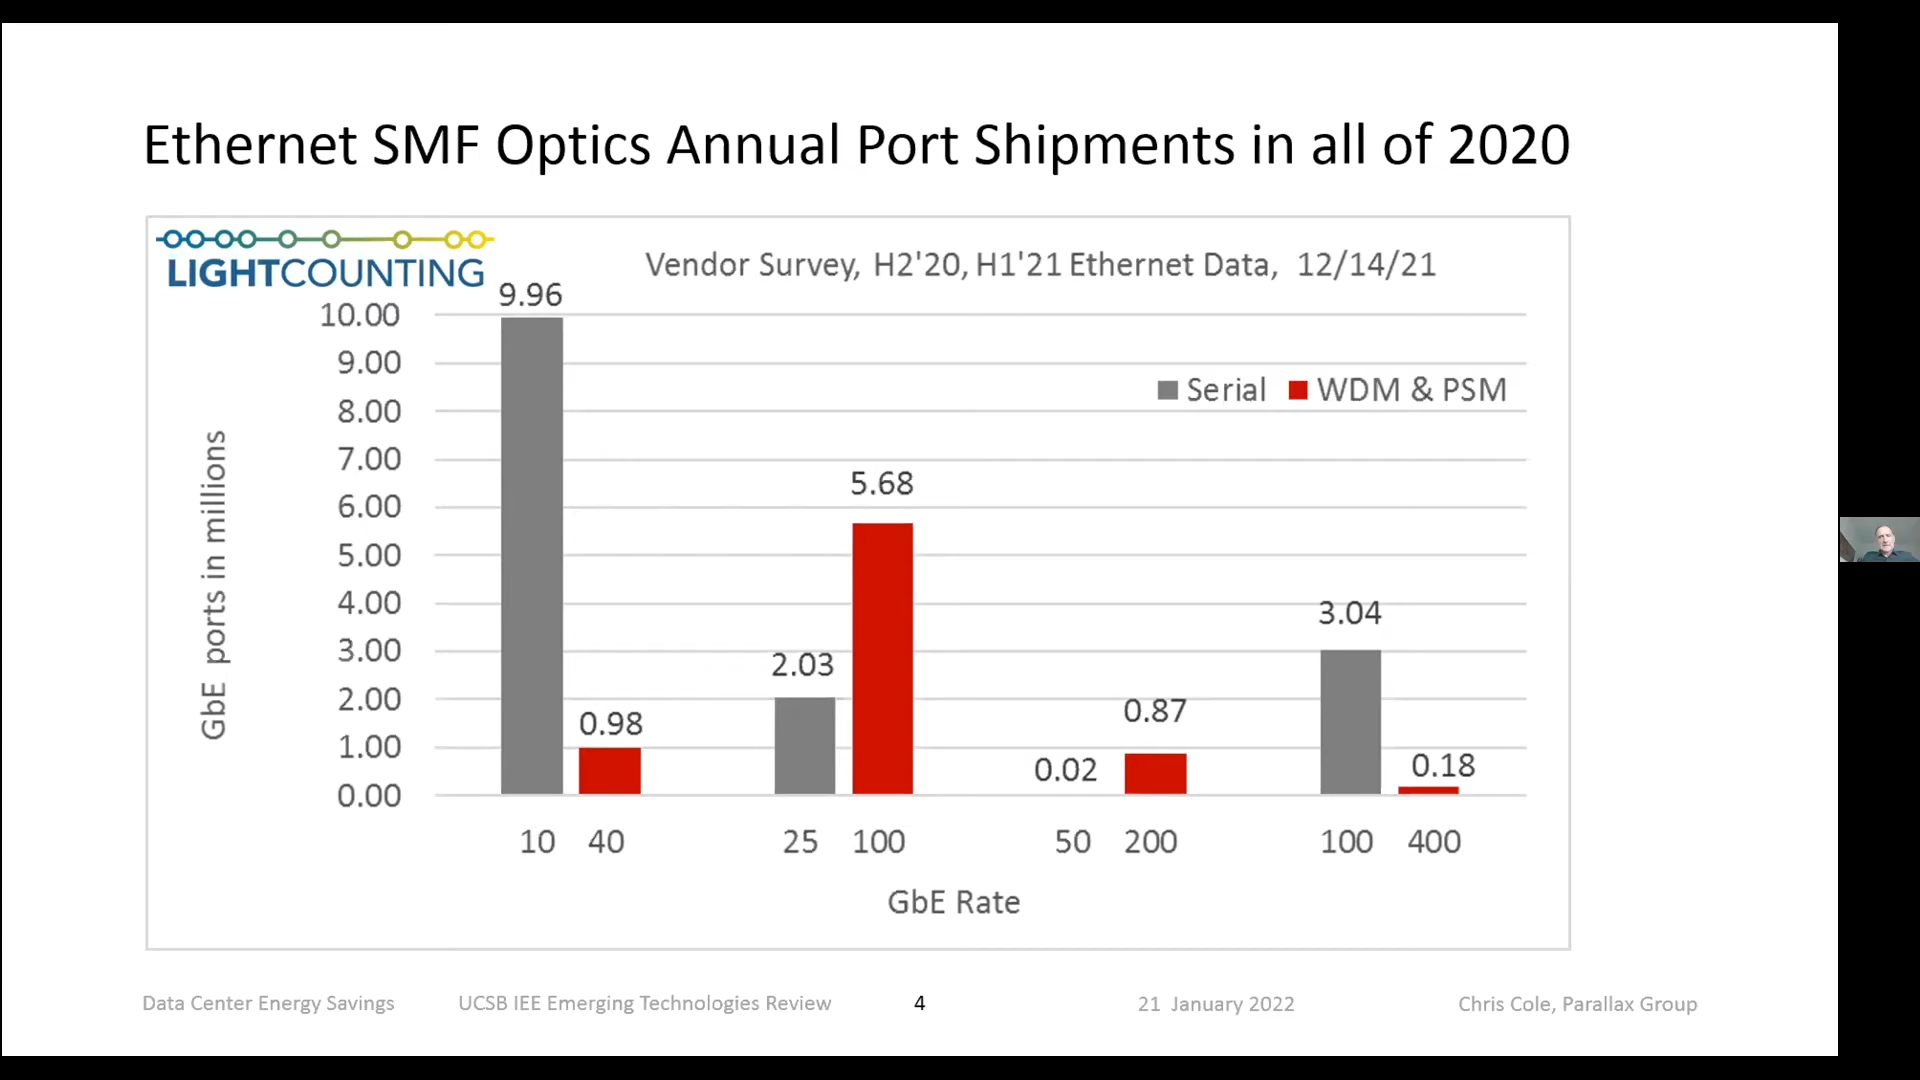 Ethernet SMF Optics Annual Port Shipments in all of 2020
LIGHTCOUNTING
Vendor Survey, H2'20, H1'21 Ethernet Data, 12/14/21
Serial
WDM & PSM
GbE ports in millions
10.00
9.00
8.00
7.00
6.00
5.00
4.00
3.00
2.00
1.00
0.00
9.96
0.98
2.03
5.68
0.02
0.87
3.04
0.18
10 40 25 100 50 200 100 400
GbE Rate
Data Center Energy Savings UCSB IEE Emerging Technologies Review 4 21 January 2022 Chris Cole, Parallax Group